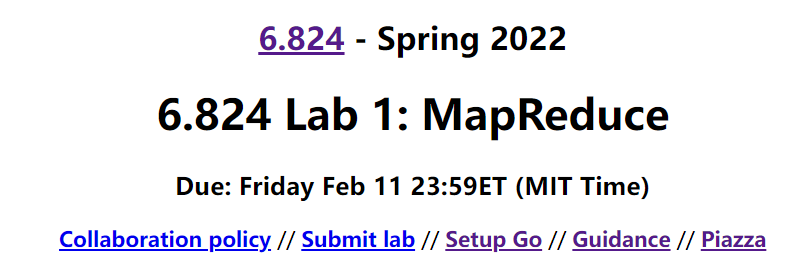 6.824 - Spring 2022
6.824 Lab 1: MapReduce
Due: Friday Feb 11 23:59ET (MIT Time)
Collaboration policy // Submit lab // Setup Go // Guidance // Piazza